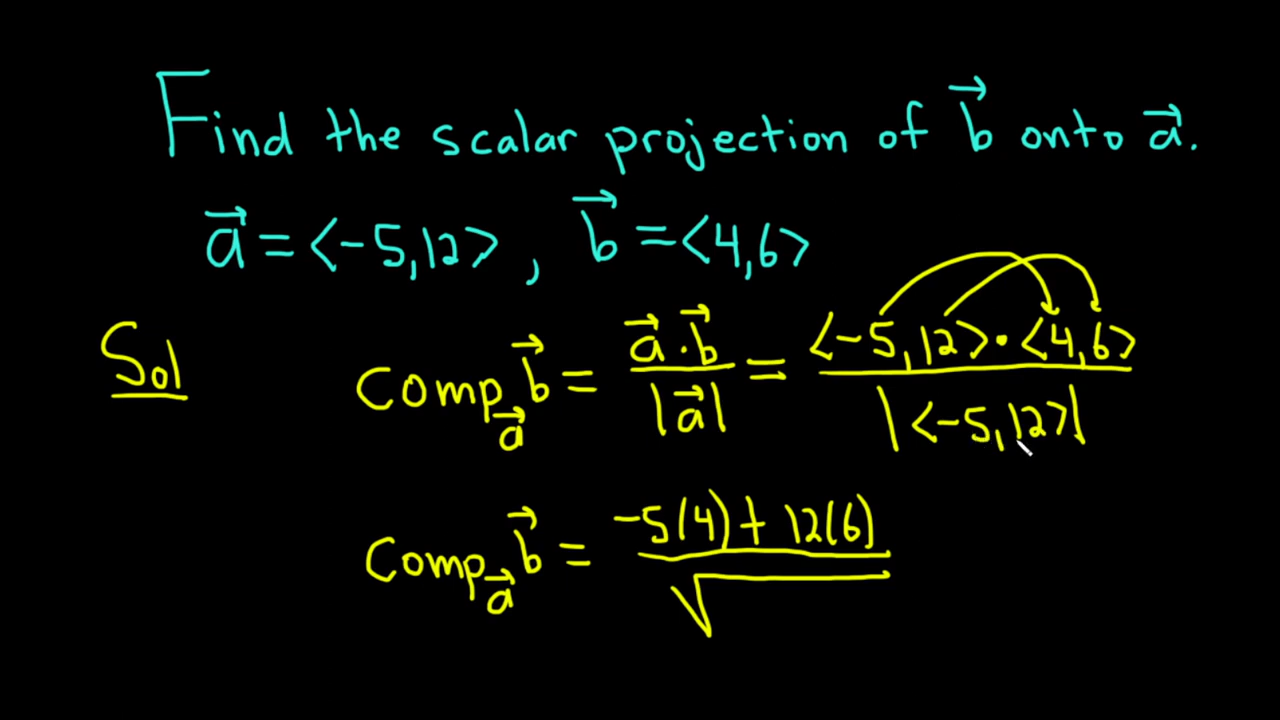 Find the scalar projection of b⃗ onto a⃗.
a⃗ = <-5,12> , b⃗ = <4,6>
Sol
Comp_a⃗ b⃗ = a⃗·b⃗ / |a⃗| = <-5,12>·<4,6> / |<-5,12>|
Comp_a⃗ b⃗ = -5(4) + 12(6) / √